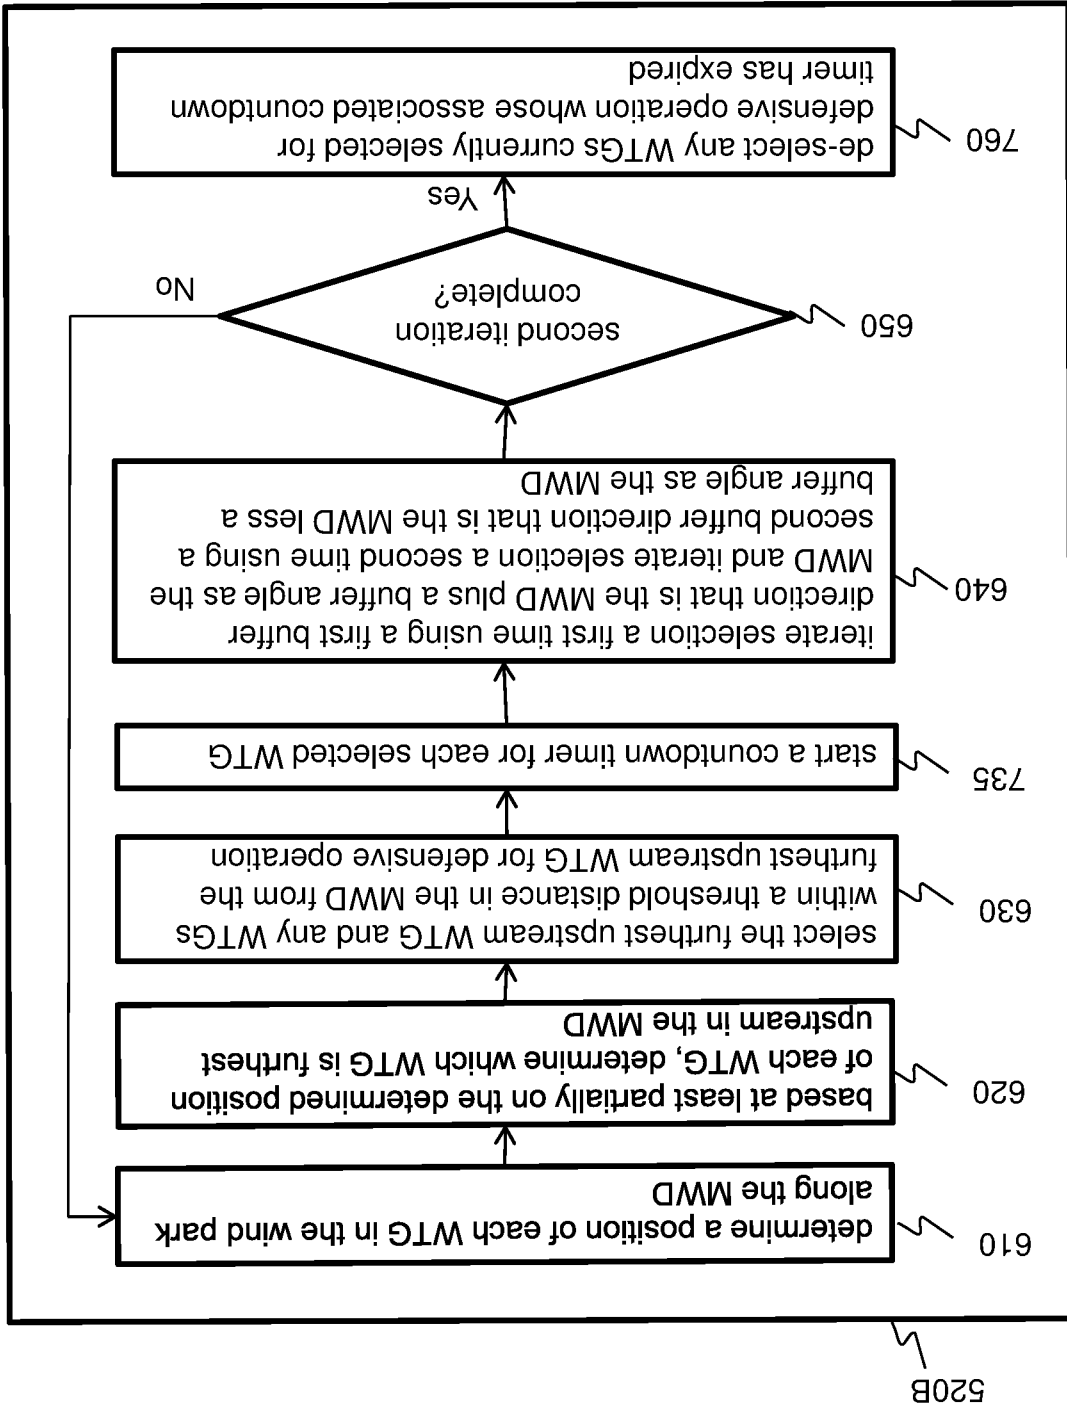 520B
610
determine a position of each WTG in the wind park
along the MWD
620
based at least partially on the determined position
of each WTG, determine which WTG is furthest
upstream in the MWD
630
select the furthest upstream WTG and any WTGs
within a threshold distance in the MWD from the
furthest upstream WTG for defensive operation
735
start a countdown timer for each selected WTG
640
iterate selection a first time using a first buffer
direction that is the MWD plus a buffer angle as the
MWD and iterate selection a second time using a
second buffer direction that is the MWD less a
buffer angle as the MWD
650
second iteration
complete?
No
Yes
760
de-select any WTGs currently selected for
defensive operation whose associated countdown
timer has expired